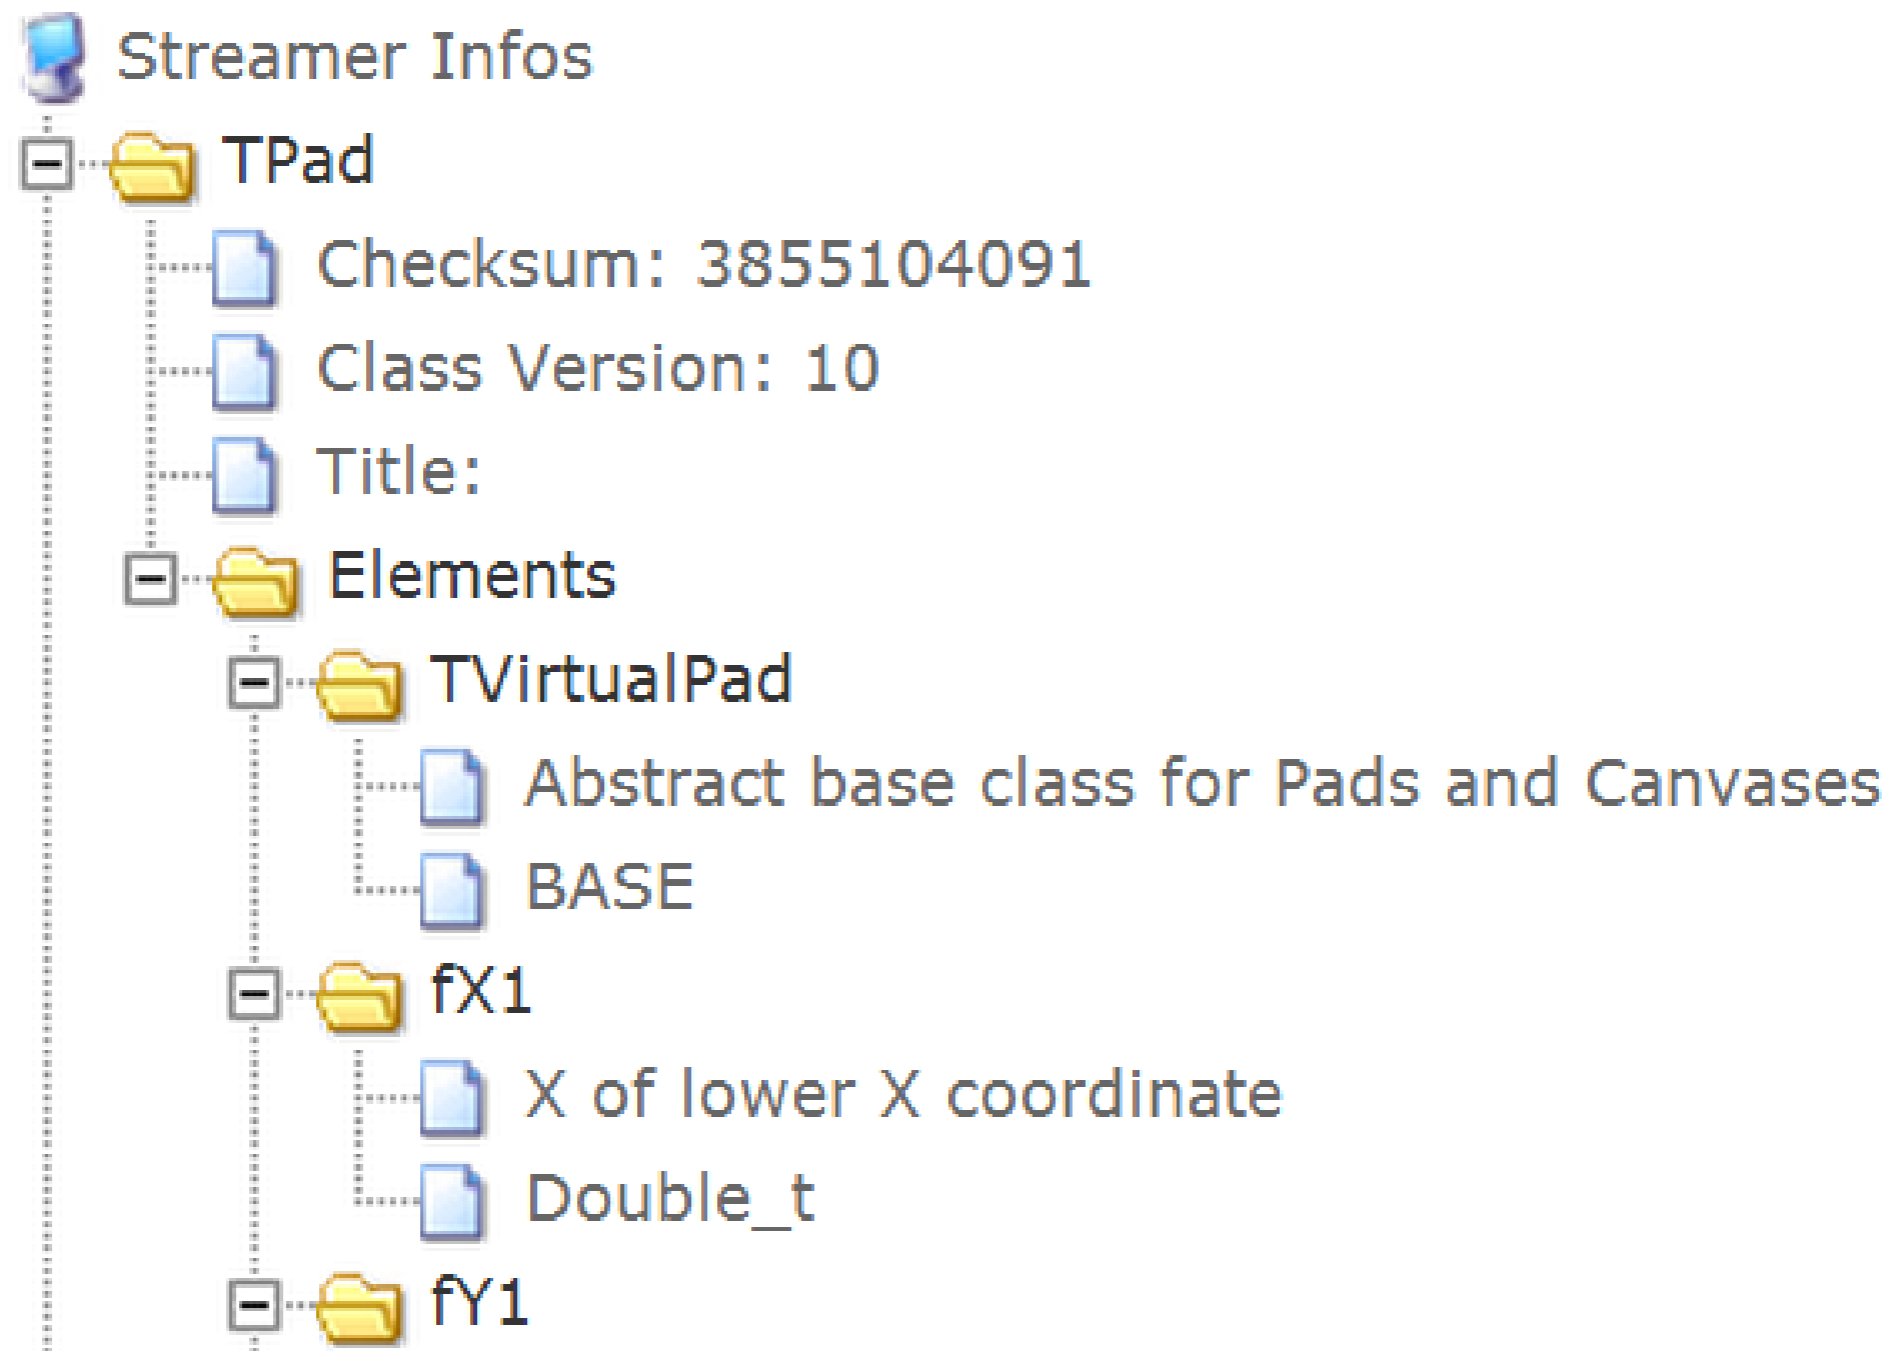 Streamer Infos
TPad
Checksum: 3855104091
Class Version: 10
Title:
Elements
TVirtualPad
Abstract base class for Pads and Canvases
BASE
fX1
X of lower X coordinate
Double_t
fY1